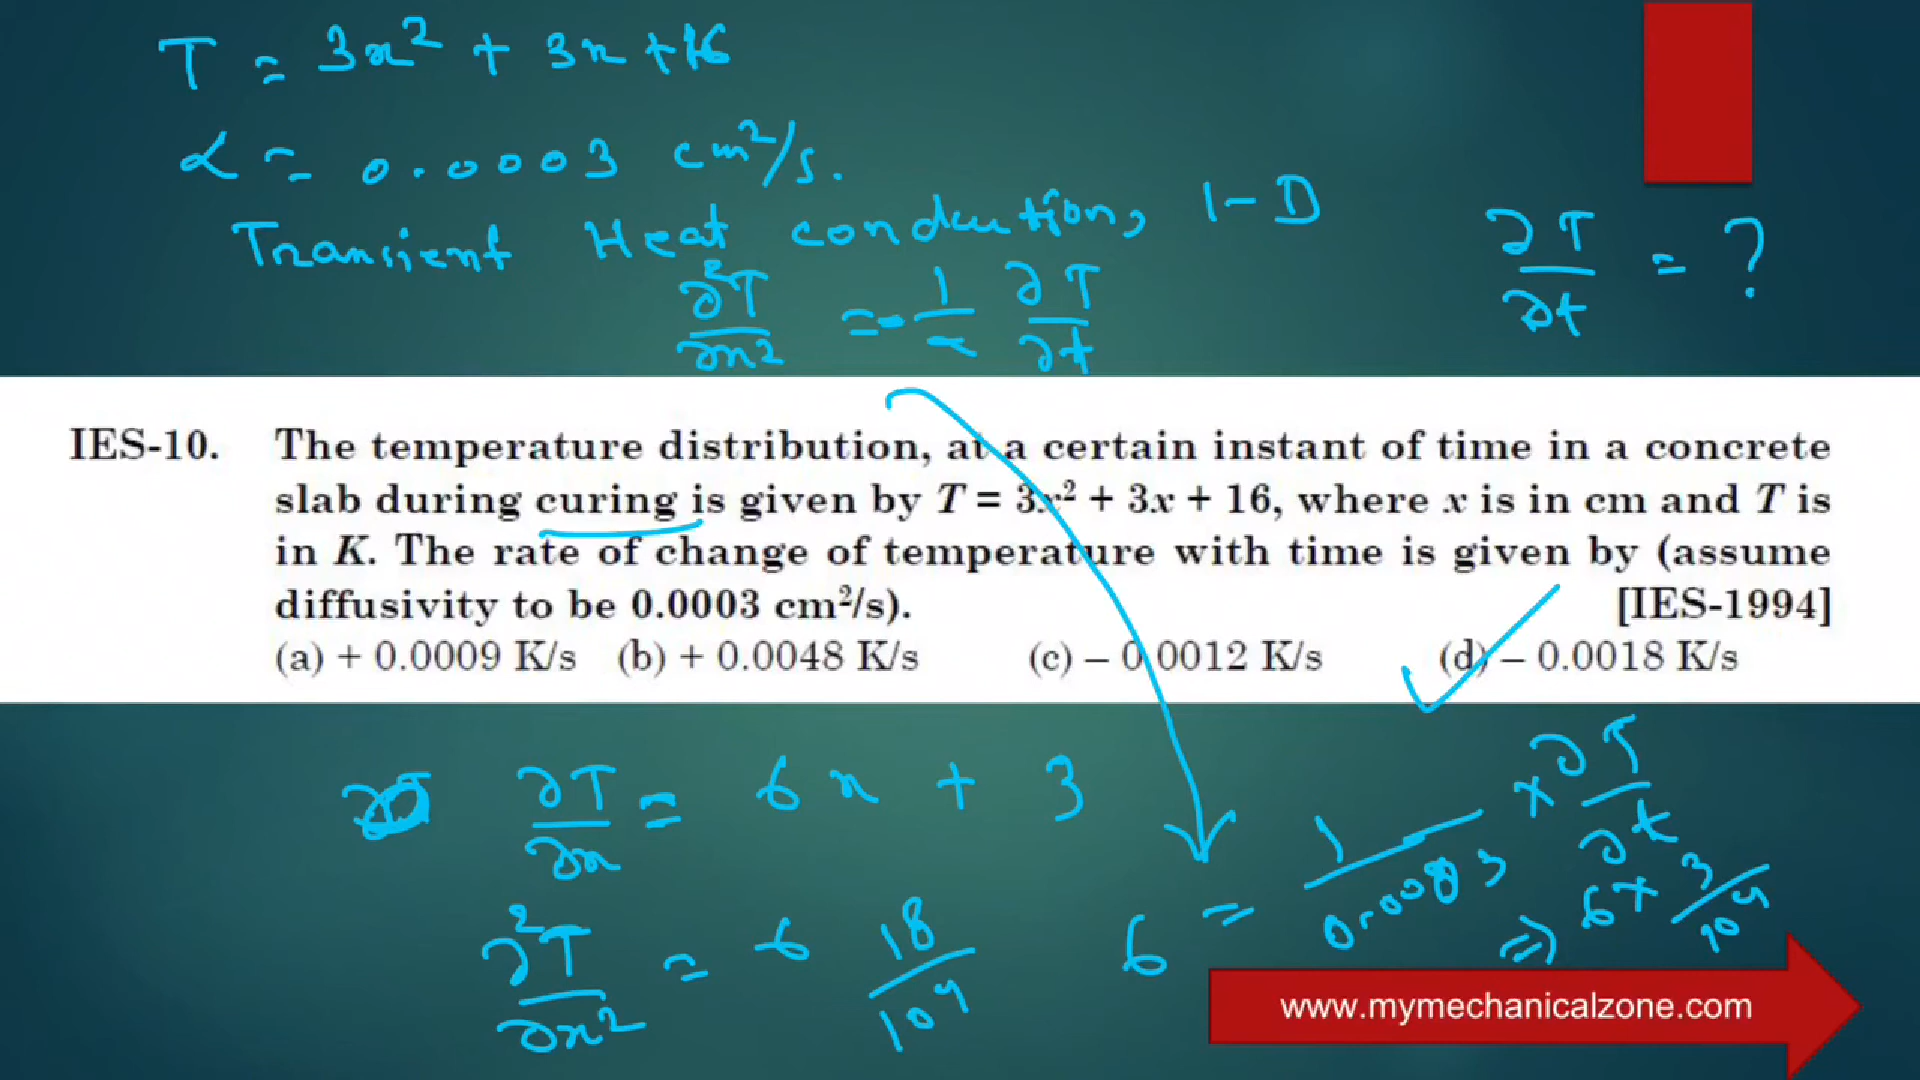 T = 3x² + 3x + 16
α = 0.0003 cm²/s.
Transient Heat conduction, 1-D
∂²T/∂x² = - 1/α ∂T/∂t
∂T/∂t = ?
IES-10. The temperature distribution, at a certain instant of time in a concrete
slab during curing is given by T = 3x² + 3x + 16, where x is in cm and T is
in K. The rate of change of temperature with time is given by (assume
diffusivity to be 0.0003 cm²/s). [IES-1994]
(a) + 0.0009 K/s (b) + 0.0048 K/s (c) – 0.0012 K/s (d) – 0.0018 K/s
∂T/∂x = 6x + 3
∂²T/∂x² = 6
18/10⁴
6 = - 1/0.0003 × ∂T/∂t
⇒ 6 × 3/10⁴
www.mymechanicalzone.com